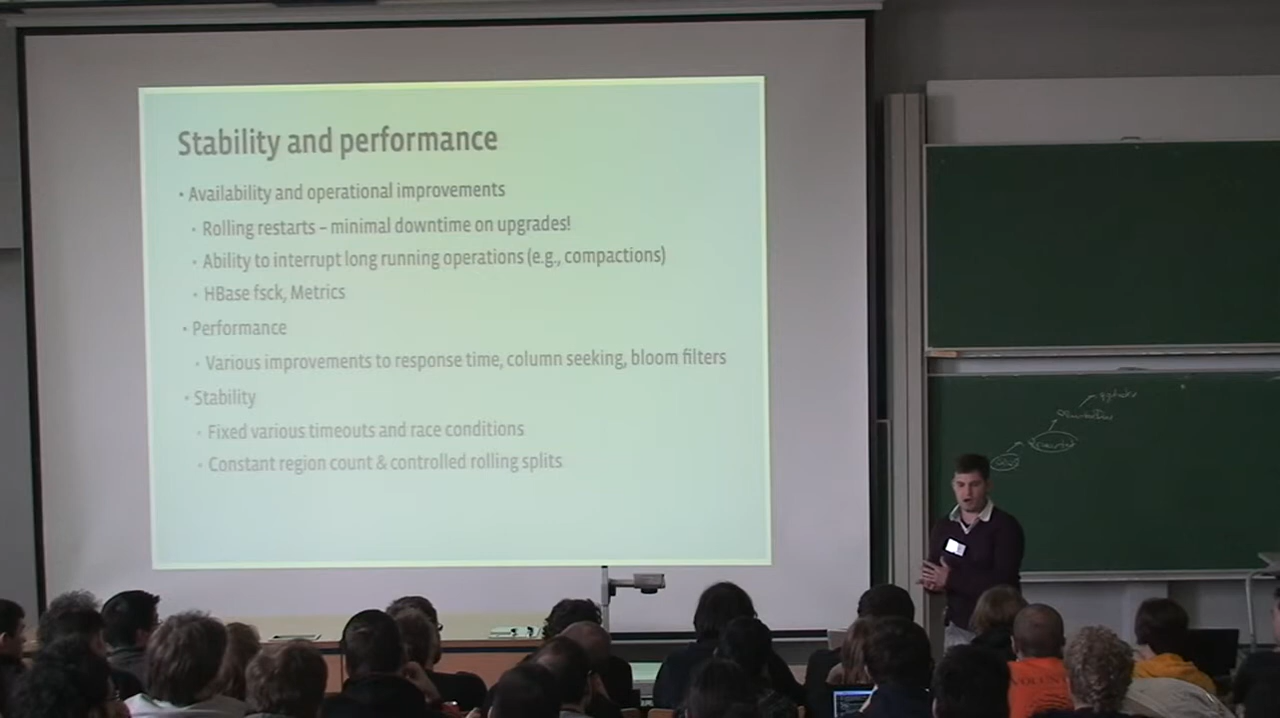 Stability and performance
• Availability and operational improvements
• Rolling restarts – minimal downtime on upgrades!
• Ability to interrupt long running operations (e.g., compactions)
• HBase fsck, Metrics
• Performance
• Various improvements to response time, column seeking, bloom filters
• Stability
• Fixed various timeouts and race conditions
• Constant region count & controlled rolling splits